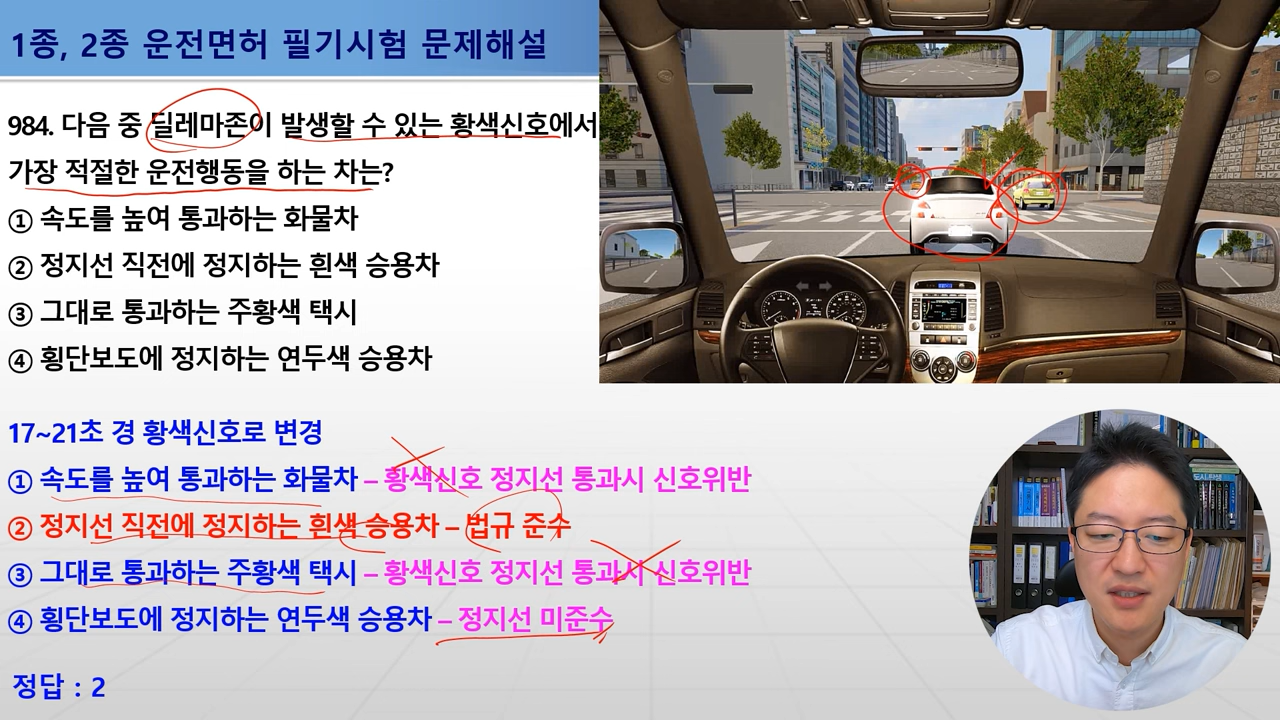 1종, 2종 운전면허 필기시험 문제해설
984. 다음 중 딜레마존이 발생할 수 있는 황색신호에서
가장 적절한 운전행동을 하는 차는?
① 속도를 높여 통과하는 화물차
② 정지선 직전에 정지하는 흰색 승용차
③ 그대로 통과하는 주황색 택시
④ 횡단보도에 정지하는 연두색 승용차
17~21초 경 황색신호로 변경
① 속도를 높여 통과하는 화물차 – 황색신호 정지선 통과시 신호위반
② 정지선 직전에 정지하는 흰색 승용차 – 법규 준수
③ 그대로 통과하는 주황색 택시 – 황색신호 정지선 통과시 신호위반
④ 횡단보도에 정지하는 연두색 승용차 – 정지선 미준수
정답 : 2